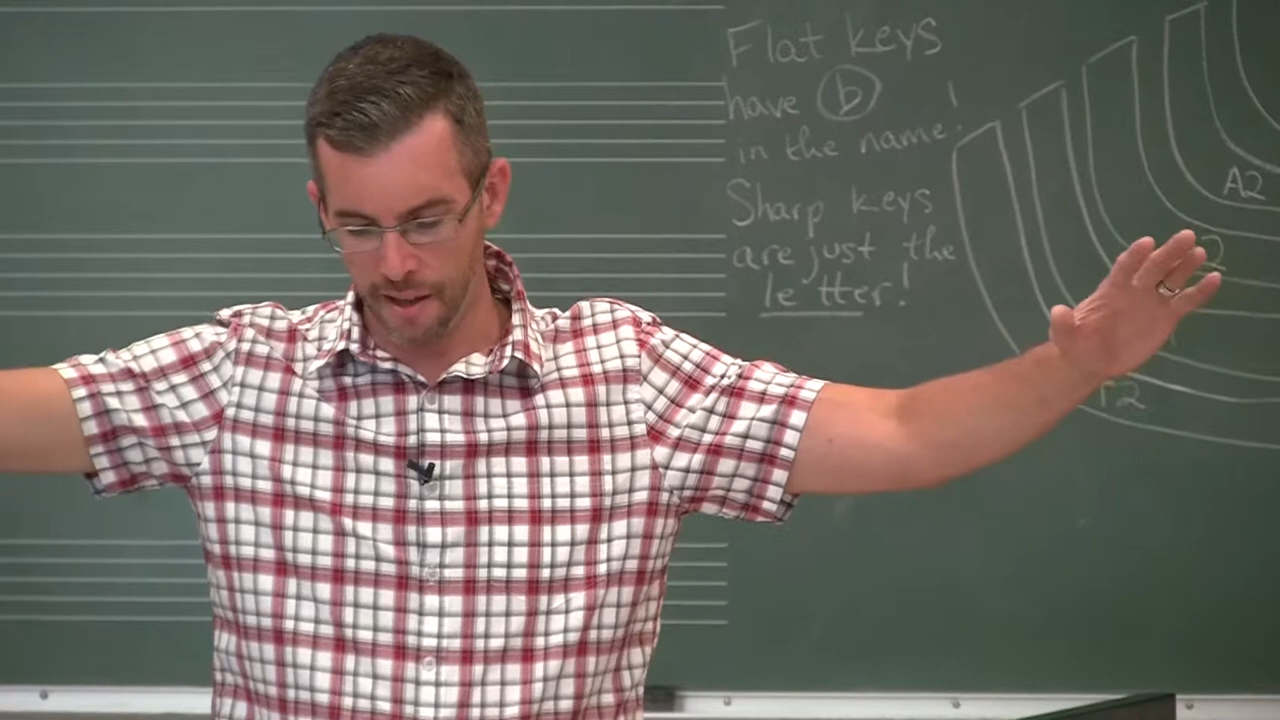 Flat keys
have b
in the name!
Sharp keys
are just the
letter!
A2